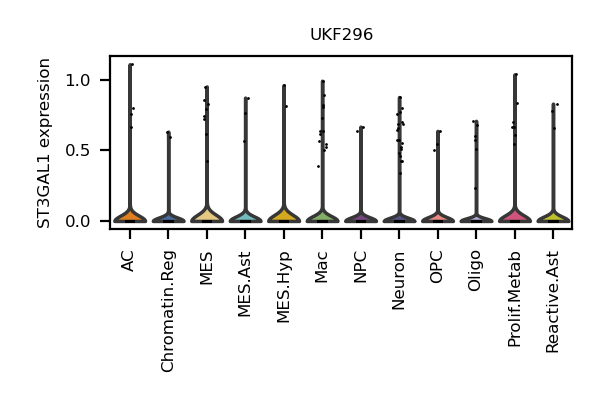 UKF296
ST3GAL1 expression
1.0
0.5
0.0
AC
Chromatin.Reg
MES
MES.Ast
MES.Hyp
Mac
NPC
Neuron
OPC
Oligo
Prolif.Metab
Reactive.Ast